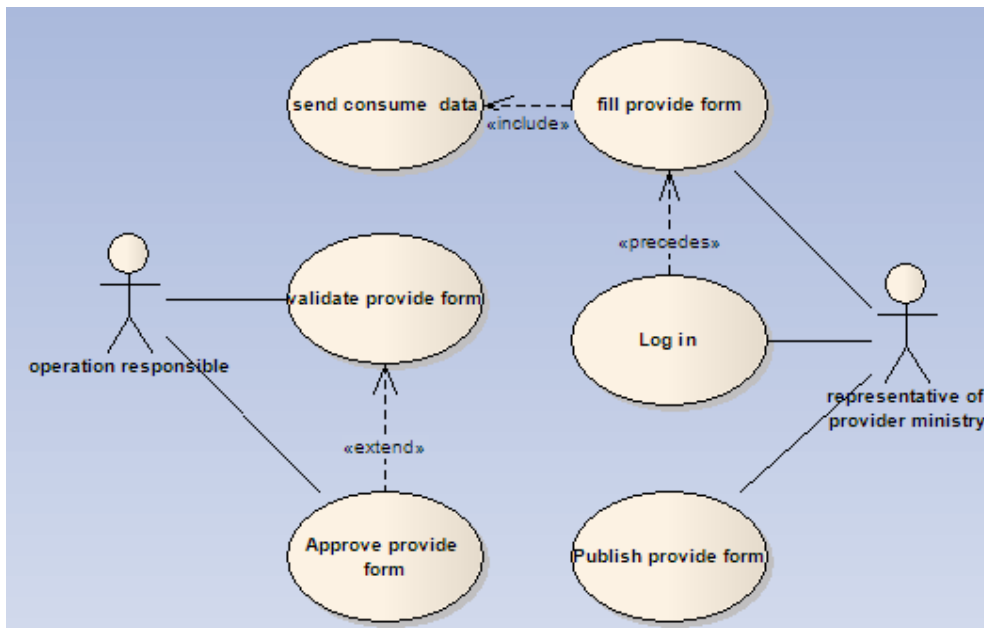 send consume data
fill provide form
«include»
«precedes»
validate provide form
Log in
operation responsible
representative of
provider ministry
«extend»
Approve provide
form
Publish provide form